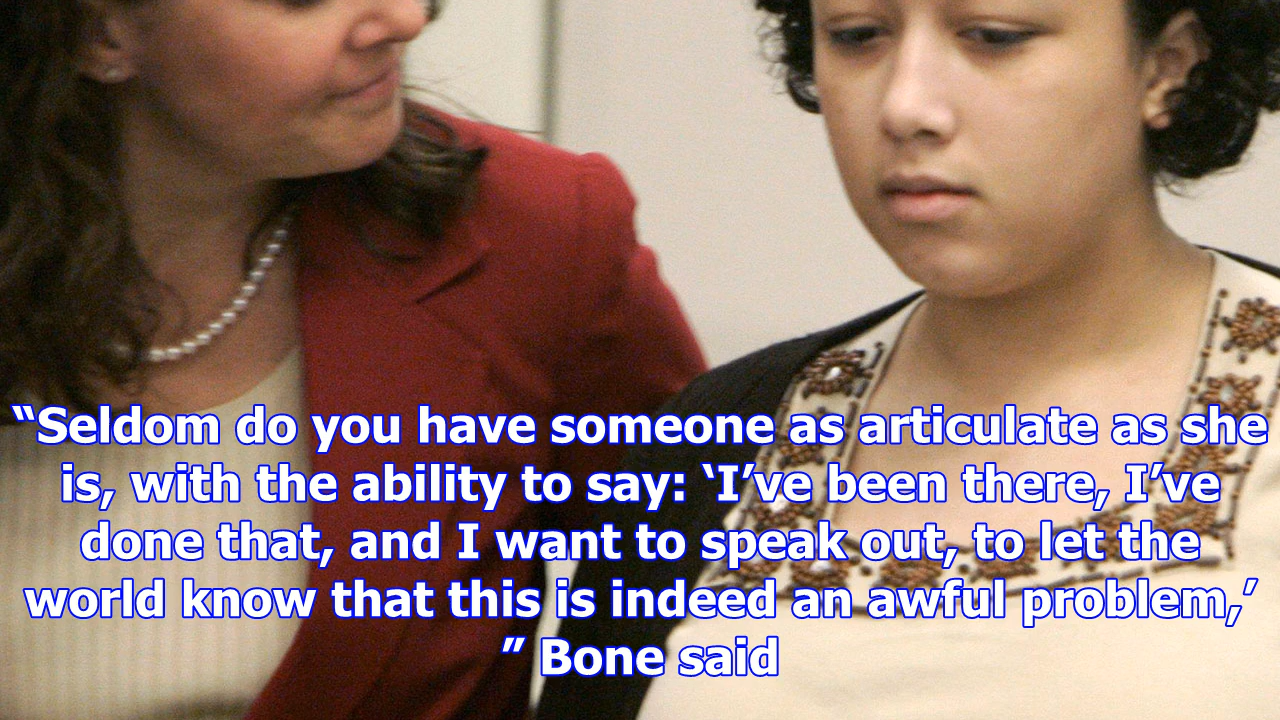 “Seldom do you have someone as articulate as she
is, with the ability to say: ‘I’ve been there, I’ve
done that, and I want to speak out, to let the
world know that this is indeed an awful problem,’
” Bone said